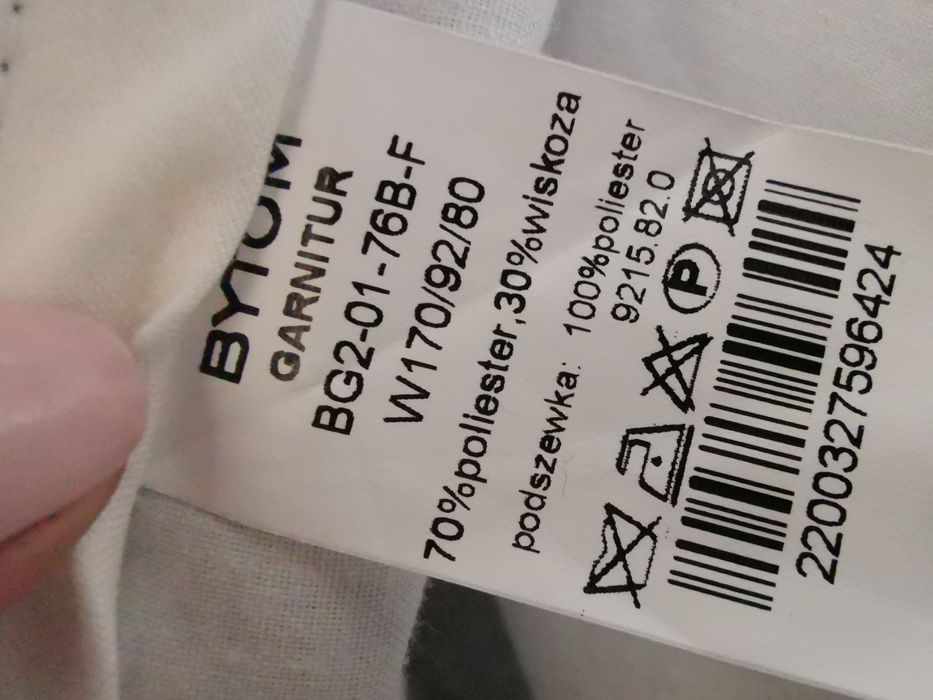 BYTOM
GARNITUR
BG2-01-76B-F
W170/92/80
70%poliester,30%wiskoza
podszewka: 100%poliester
9215.82.0
P
2200327596424